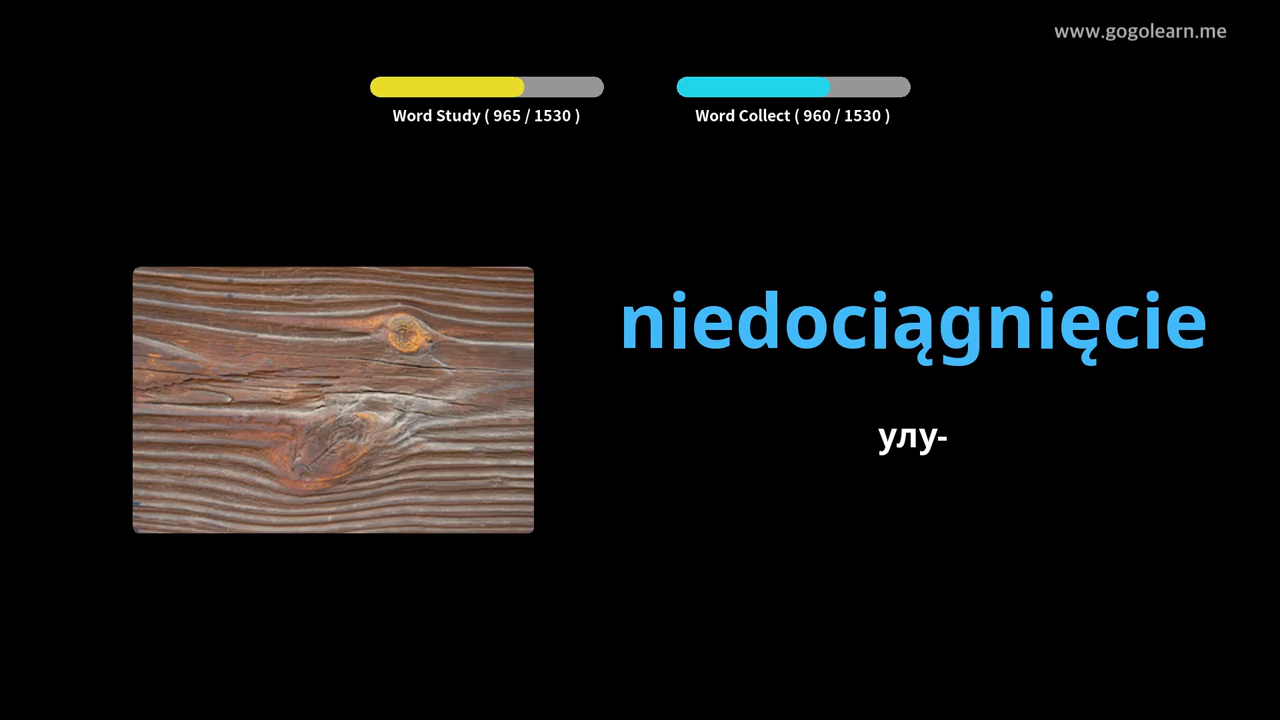 www.gogolearn.me
Word Study ( 965 / 1530 )
Word Collect ( 960 / 1530 )
niedociągnięcie
улу-